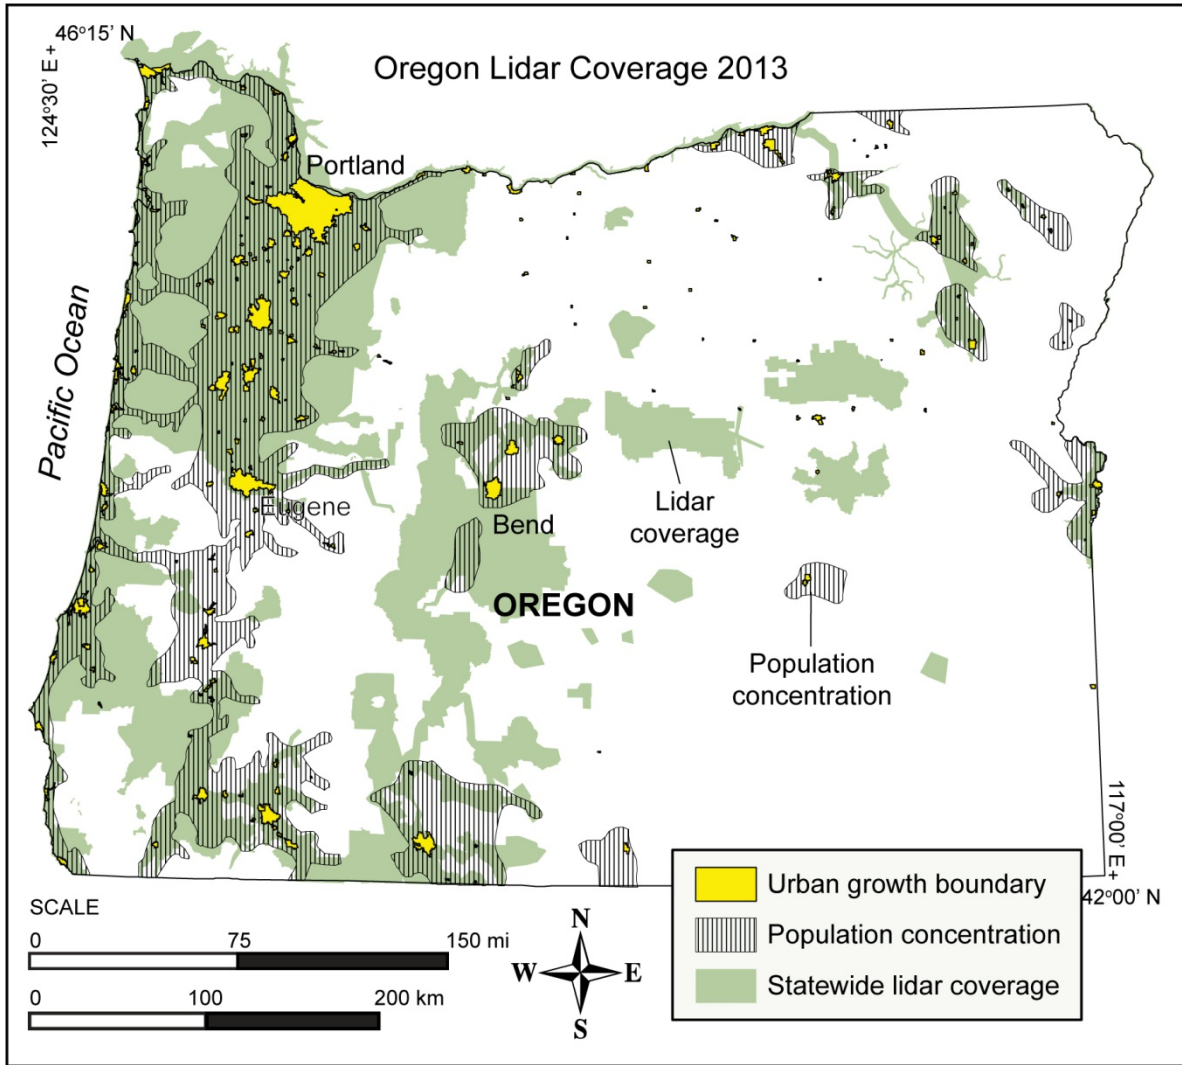 46°15’ N
124°30’ E +
Oregon Lidar Coverage 2013
Portland
Pacific Ocean
Eugene
Bend
Lidar
coverage
OREGON
Population
concentration
117°00’ E +
42°00’ N
SCALE
0 75 150 mi
0 100 200 km
N
W E
S
Urban growth boundary
Population concentration
Statewide lidar coverage